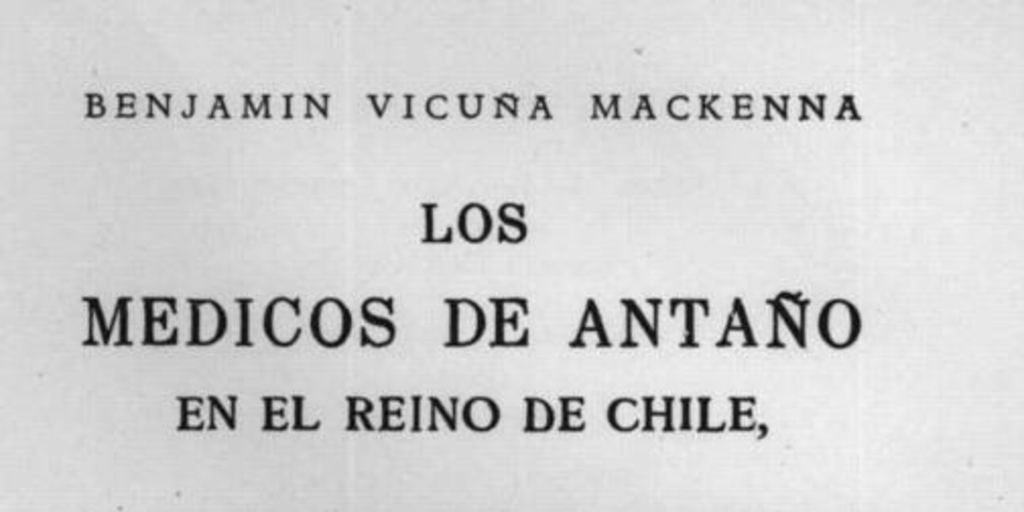 BENJAMIN VICUÑA MACKENNA
LOS
MEDICOS DE ANTAÑO
EN EL REINO DE CHILE,